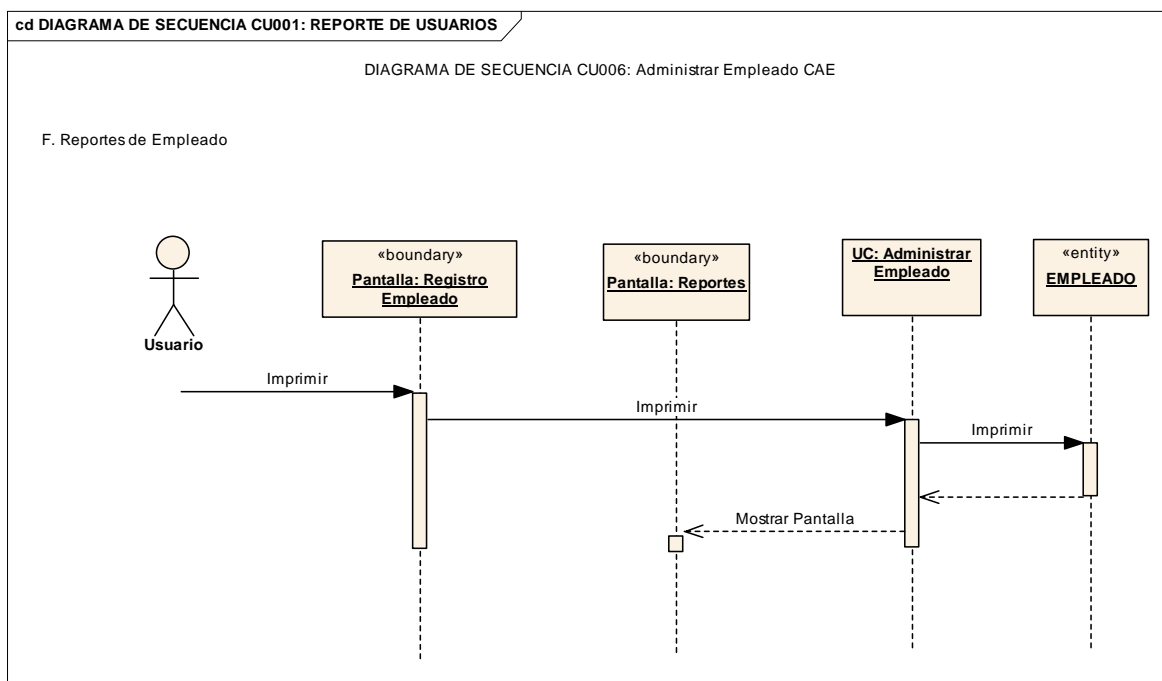 cd DIAGRAMA DE SECUENCIA CU001: REPORTE DE USUARIOS
DIAGRAMA DE SECUENCIA CU006: Administrar Empleado CAE
F. Reportes de Empleado
Usuario
«boundary»
Pantalla: Registro
Empleado
«boundary»
Pantalla: Reportes
UC: Administrar
Empleado
«entity»
EMPLEADO
Imprimir
Imprimir
Imprimir
Mostrar Pantalla